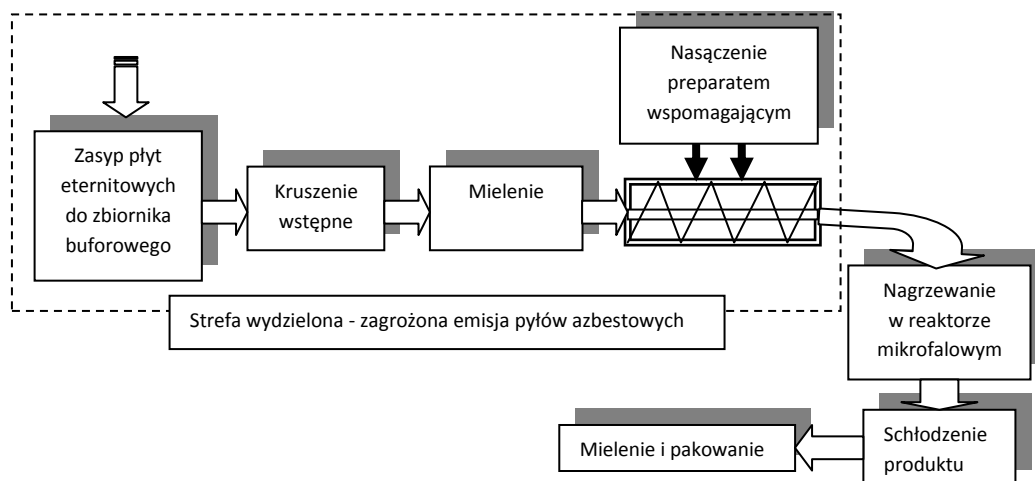 Zasyp płyt
eternitowych
do zbiornika
buforowego
Kruszenie
wstępne
Mielenie
Nasączenie
preparatem
wspomagającym
Strefa wydzielona - zagrożona emisja pyłów azbestowych
Nagrzewanie
w reaktorze
mikrofalowym
Schłodzenie
produktu
Mielenie i pakowanie